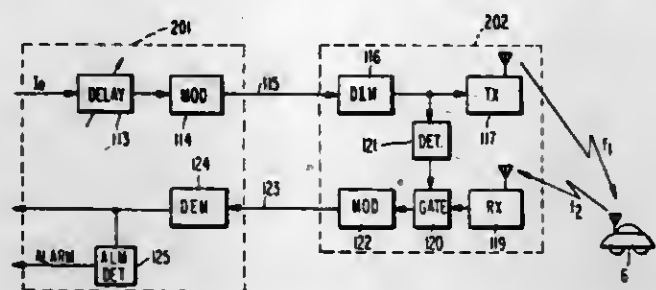 201
202
116
Io
DELAY
MOD
115
DEM
TX
113
114
121
DET.
117
f1
124
123
f2
DEM
MOD
GATE
RX
ALARM
ALM
DET
125
122
120
119
6